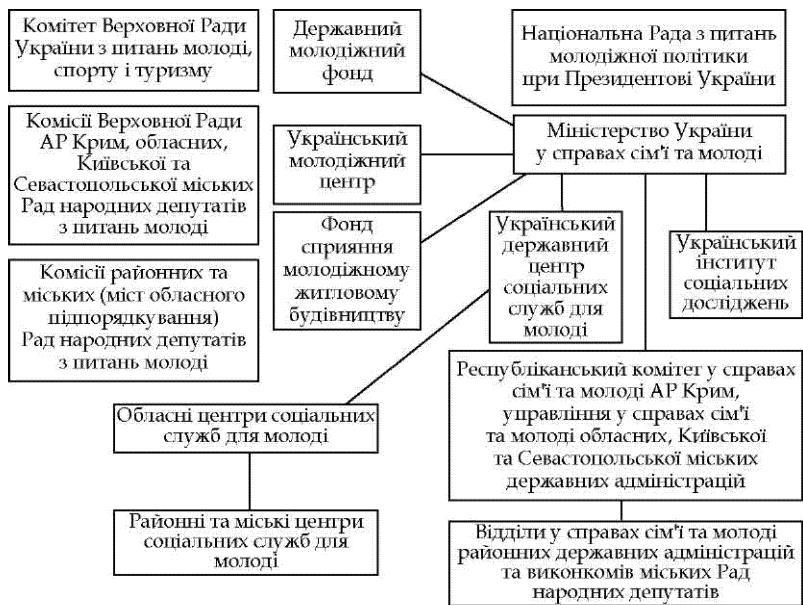 Комітет Верховної Ради
України з питань молоді,
спорту і туризму
Державний
молодіжний
фонд
Національна Рада з питань
молодіжної політики
при Президентові України
Комісії Верховної Ради
АР Крим, обласних,
Київської та
Севастопольської міських
Рад народних депутатів
з питань молоді
Український
молодіжний
центр
Міністерство України
у справах сім'ї та молоді
Фонд
сприяння
молодіжному
житловому
будівництву
Український
державний
центр
соціальних
служб для
молоді
Український
інститут
соціальних
досліджень
Комісії районних та
міських (міст обласного
підпорядкування)
Рад народних депутатів
з питань молоді
Республіканський комітет у справах
сім'ї та молоді АР Крим,
управління у справах сім'ї
та молоді обласних, Київської
та Севастопольської міських
державних адміністрацій
Обласні центри соціальних
служб для молоді
Районні та міські центри
соціальних служб для
молоді
Відділи у справах сім'ї та молоді
районних державних адміністрацій
та виконкомів міських Рад
народних депутатів